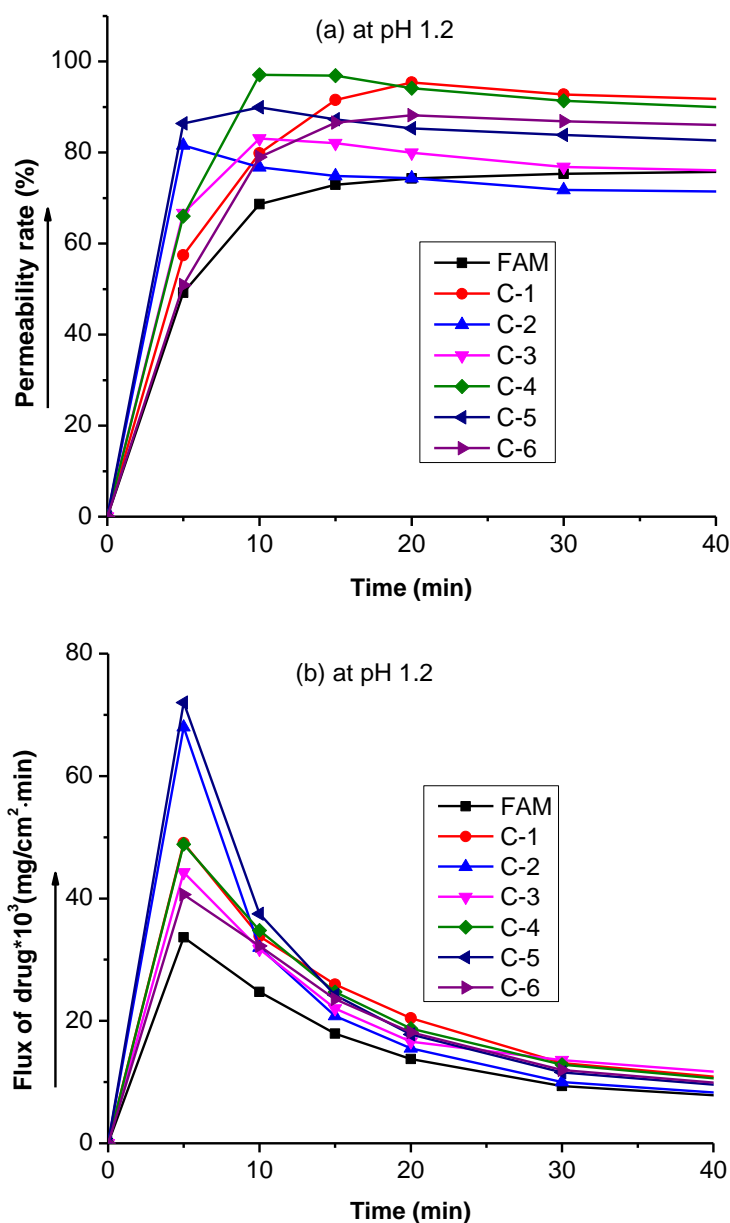 (a) at pH 1.2
Permeability rate (%)
100
80
60
40
20
0
FAM
C-1
C-2
C-3
C-4
C-5
C-6
0 10 20 30 40
Time (min)
(b) at pH 1.2
Flux of drug*10³(mg/cm²·min)
80
60
40
20
0
FAM
C-1
C-2
C-3
C-4
C-5
C-6
0 10 20 30 40
Time (min)